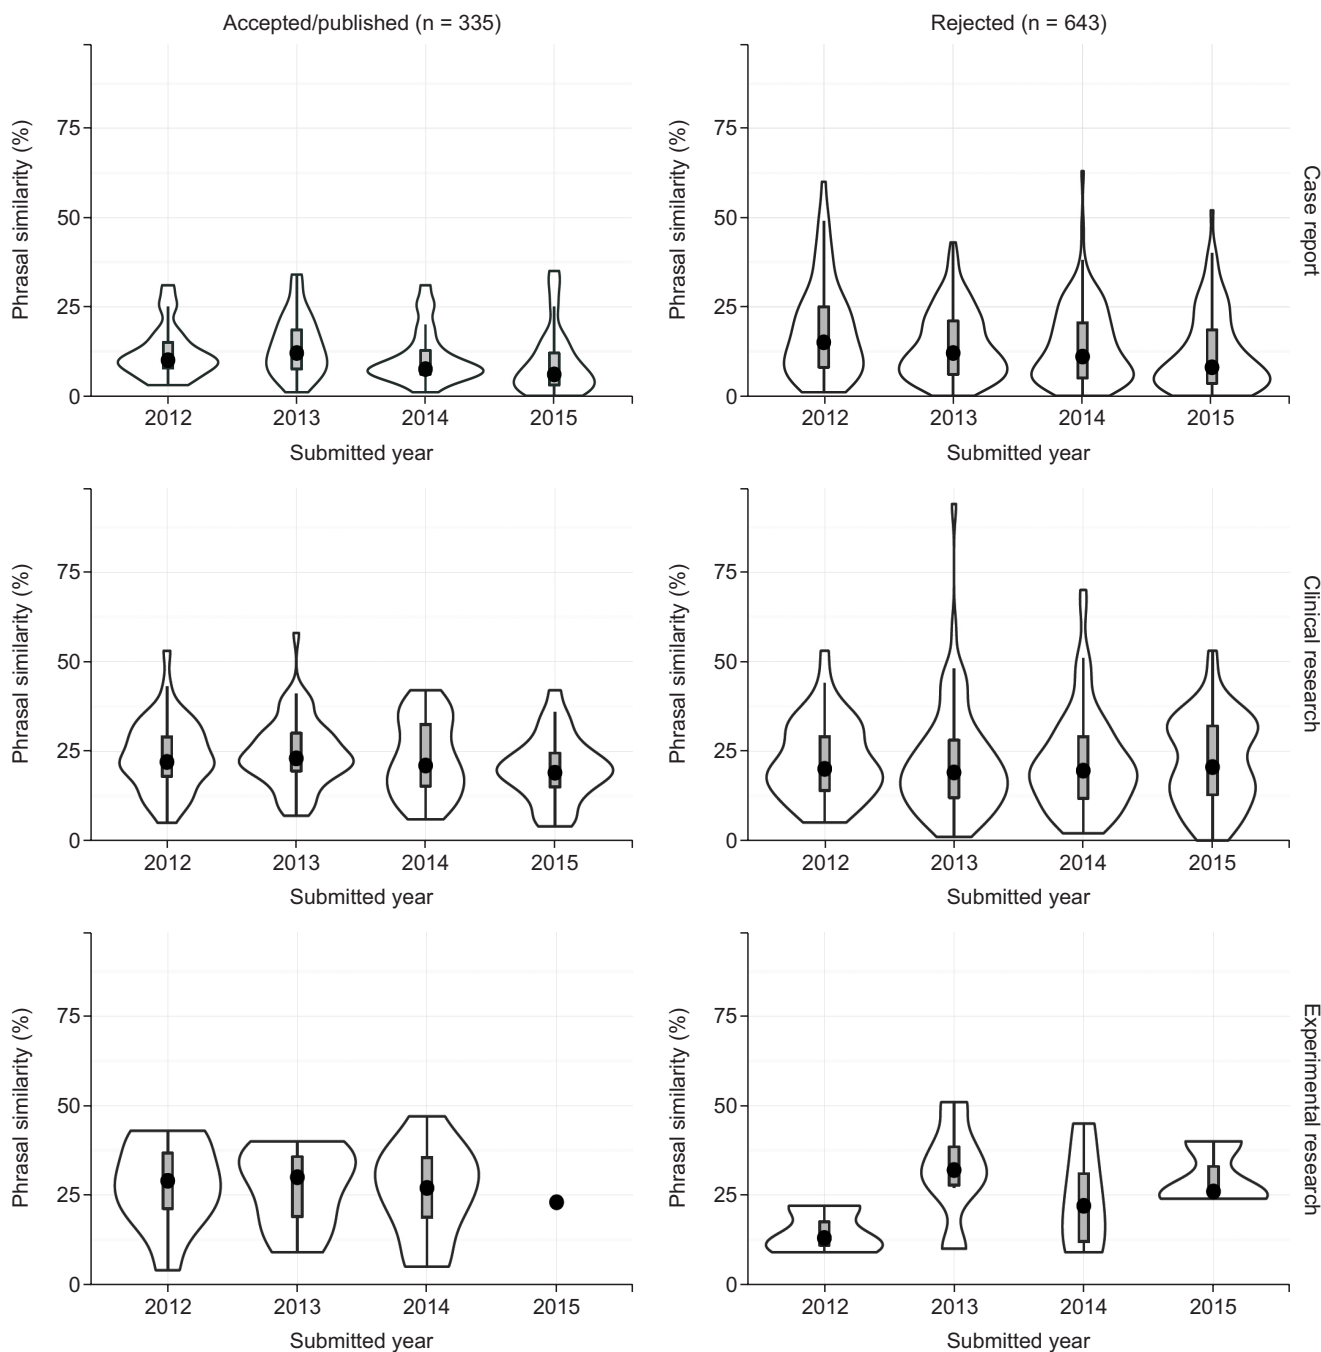 Accepted/published (n = 335)
Rejected (n = 643)
Phrasal similarity (%)
75
50
25
0
2012 2013 2014 2015
Submitted year
Phrasal similarity (%)
75
50
25
0
2012 2013 2014 2015
Submitted year
Case report
Phrasal similarity (%)
75
50
25
0
2012 2013 2014 2015
Submitted year
Phrasal similarity (%)
75
50
25
0
2012 2013 2014 2015
Submitted year
Clinical research
Phrasal similarity (%)
75
50
25
0
2012 2013 2014 2015
Submitted year
Phrasal similarity (%)
75
50
25
0
2012 2013 2014 2015
Submitted year
Experimental research